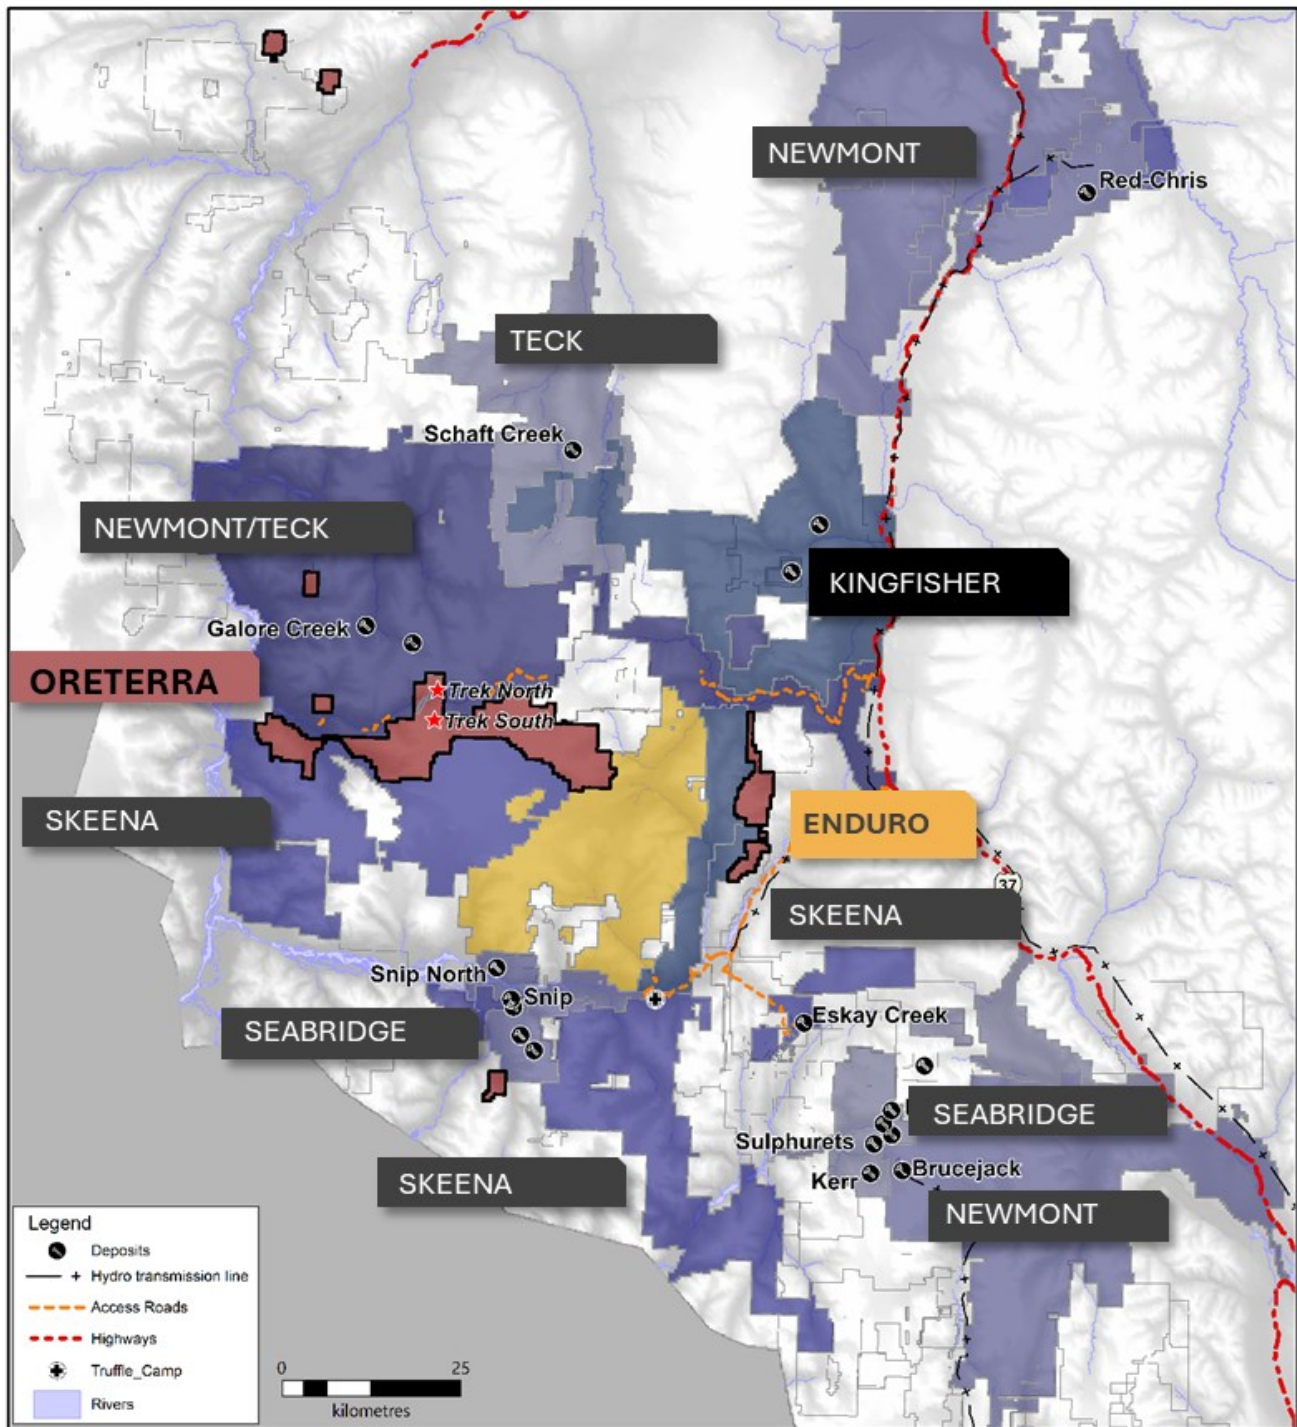 NEWMONT
Red-Chris
TECK
Schaft Creek
NEWMONT/TECK
KINGFISHER
Galore Creek
ORETERRA
Trek North
Trek South
SKEENA
ENDURO
37
SKEENA
Snip North
Snip
SEABRIDGE
Eskay Creek
SEABRIDGE
Sulphurets
Kerr
Brucejack
SKEENA
NEWMONT
Legend
Deposits
Hydro transmission line
Access Roads
Highways
Truffle_Camp
Rivers
0 25
kilometres